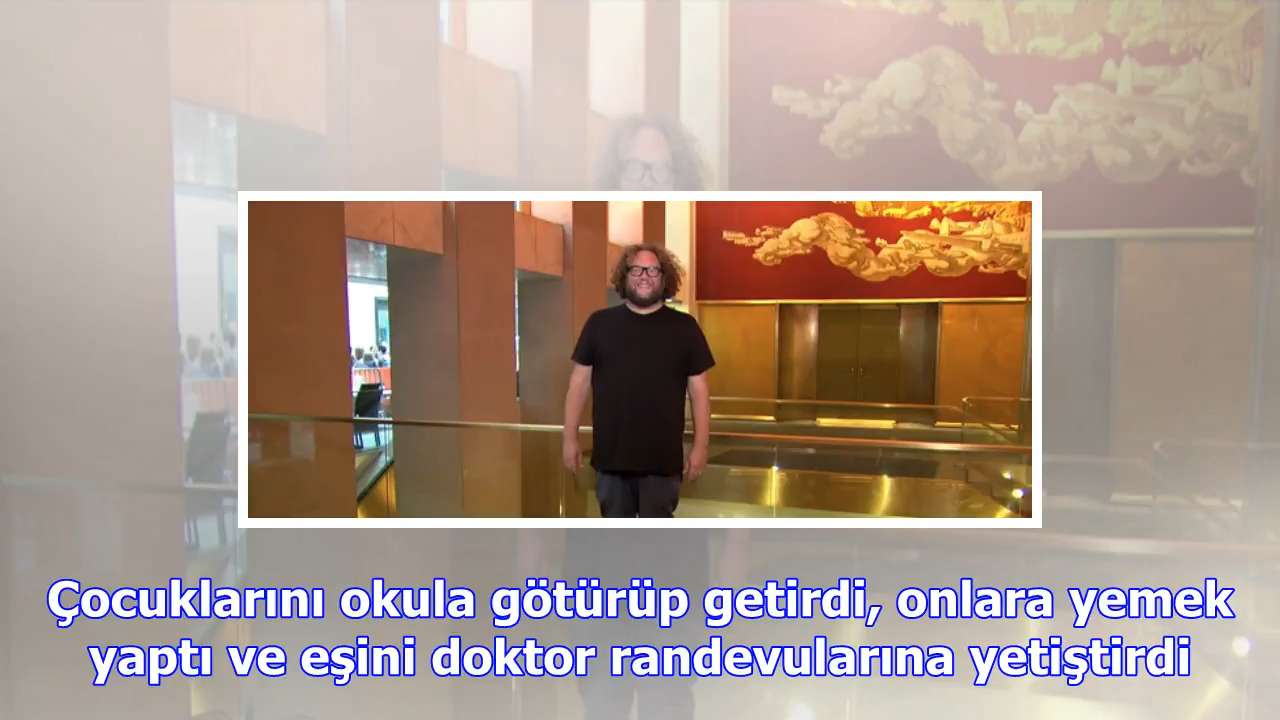 Çocuklarını okula götürüp getirdi, onlara yemek
yaptı ve eşini doktor randevularına yetiştirdi